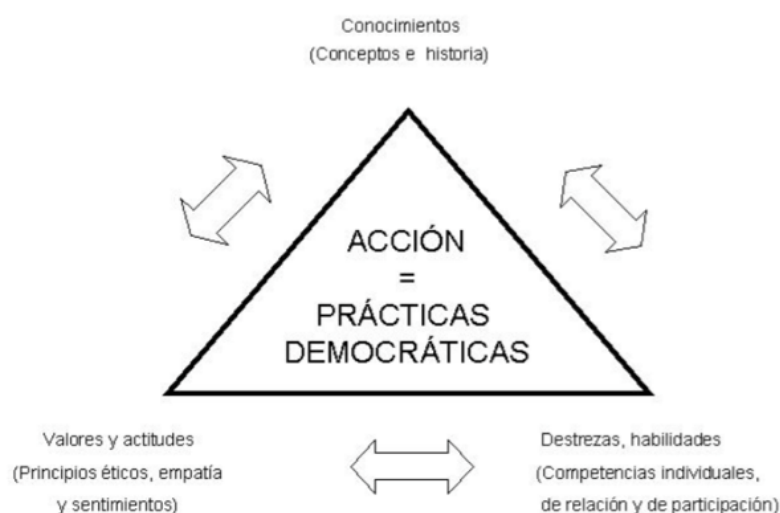 Conocimientos
(Conceptos e historia)
ACCIÓN
=
PRÁCTICAS
DEMOCRÁTICAS
Valores y actitudes
(Principios éticos, empatía
y sentimientos)
Destrezas, habilidades
(Competencias individuales,
de relación y de participación)